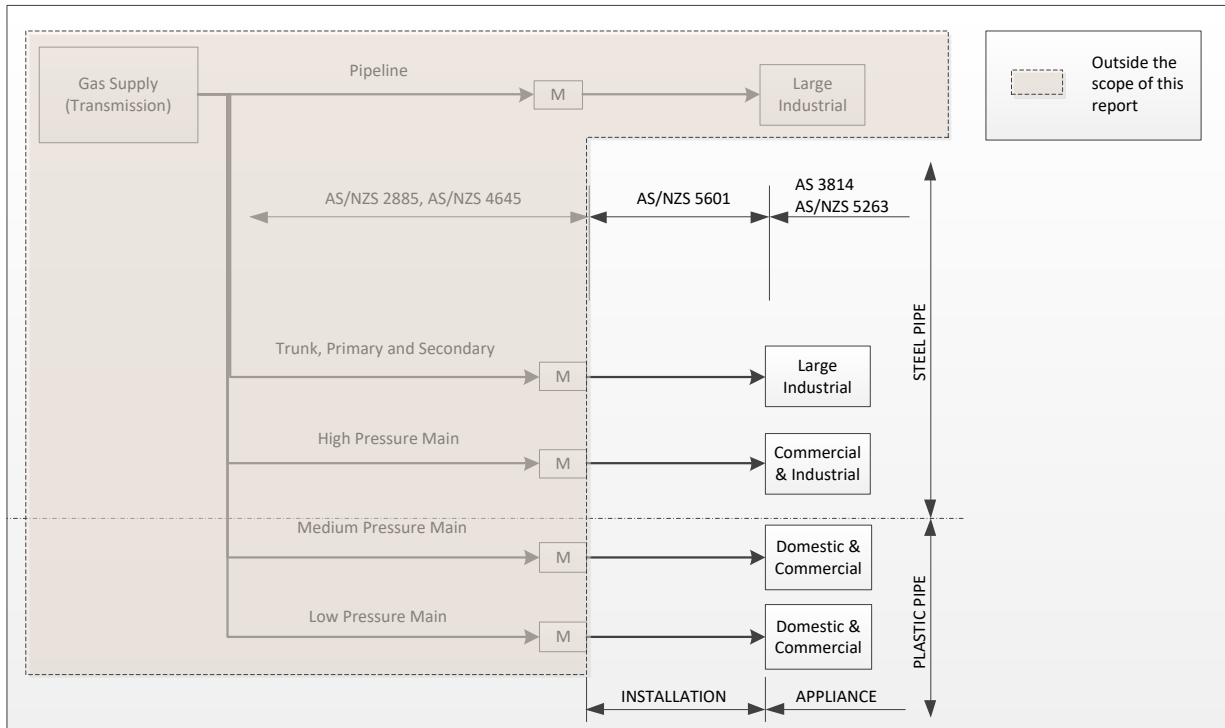 Gas Supply
(Transmission)
Pipeline
M
Large
Industrial
Outside the
scope of this
report
AS/NZS 2885, AS/NZS 4645
AS/NZS 5601
AS 3814
AS/NZS 5263
STEEL PIPE
Trunk, Primary and Secondary
M
Large
Industrial
High Pressure Main
M
Commercial
& Industrial
Medium Pressure Main
M
Domestic &
Commercial
Low Pressure Main
M
Domestic &
Commercial
PLASTIC PIPE
INSTALLATION
APPLIANCE